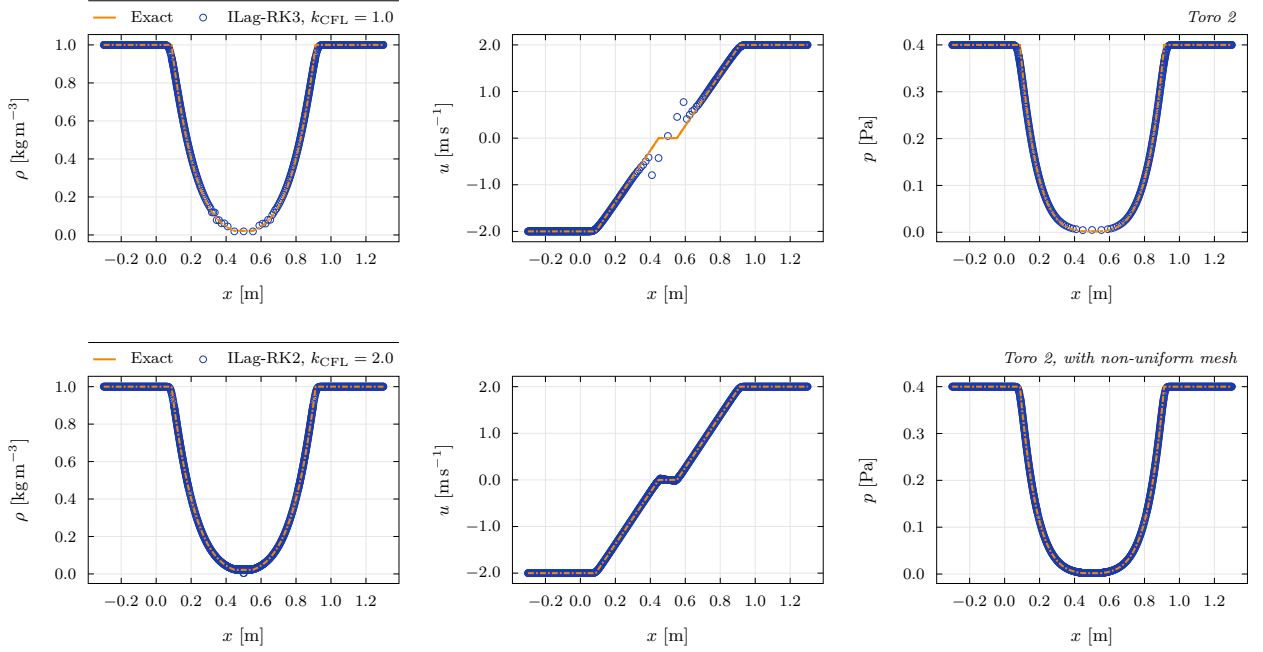 Exact ILag-RK3, k_CFL = 1.0 Toro 2
1.0 0.8 0.6 0.4 0.2 0.0
ρ [kg m⁻³]
−0.2 0.0 0.2 0.4 0.6 0.8 1.0 1.2
x [m]
2.0 1.0 0.0 −1.0 −2.0
u [m s⁻¹]
−0.2 0.0 0.2 0.4 0.6 0.8 1.0 1.2
x [m]
0.4 0.3 0.2 0.1 0.0
p [Pa]
−0.2 0.0 0.2 0.4 0.6 0.8 1.0 1.2
x [m]
Exact ILag-RK2, k_CFL = 2.0 Toro 2, with non-uniform mesh
1.0 0.8 0.6 0.4 0.2 0.0
ρ [kg m⁻³]
−0.2 0.0 0.2 0.4 0.6 0.8 1.0 1.2
x [m]
2.0 1.0 0.0 −1.0 −2.0
u [m s⁻¹]
−0.2 0.0 0.2 0.4 0.6 0.8 1.0 1.2
x [m]
0.4 0.3 0.2 0.1 0.0
p [Pa]
−0.2 0.0 0.2 0.4 0.6 0.8 1.0 1.2
x [m]